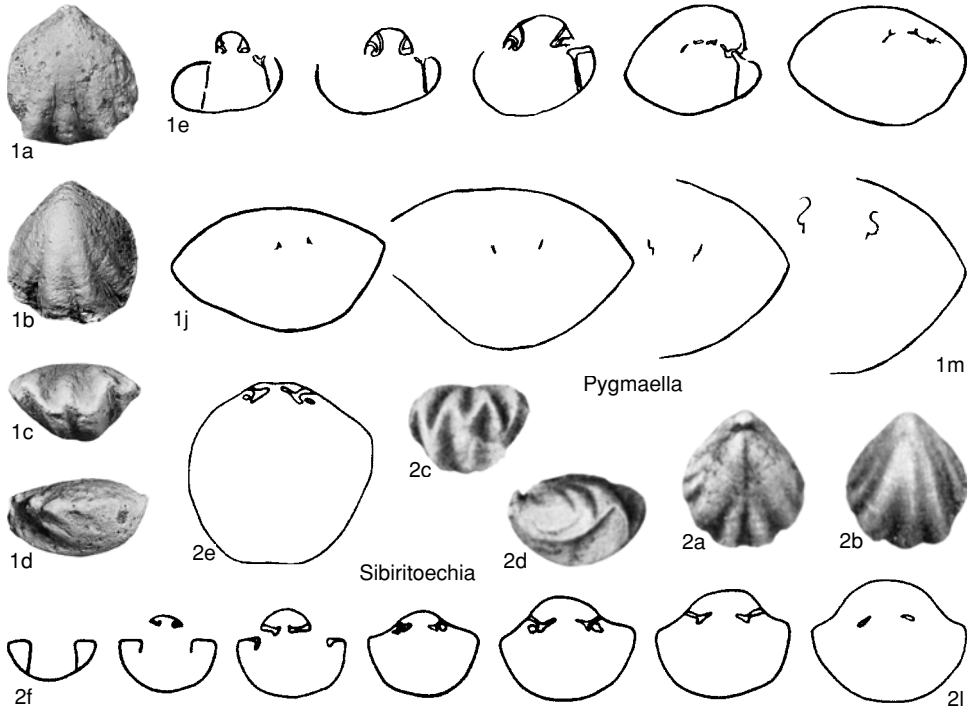 1a
1e
1b
1j
1m
Pygmaella
1c
2c
1d
2e
2d
2a
2b
Sibiritoechia
2f
2l